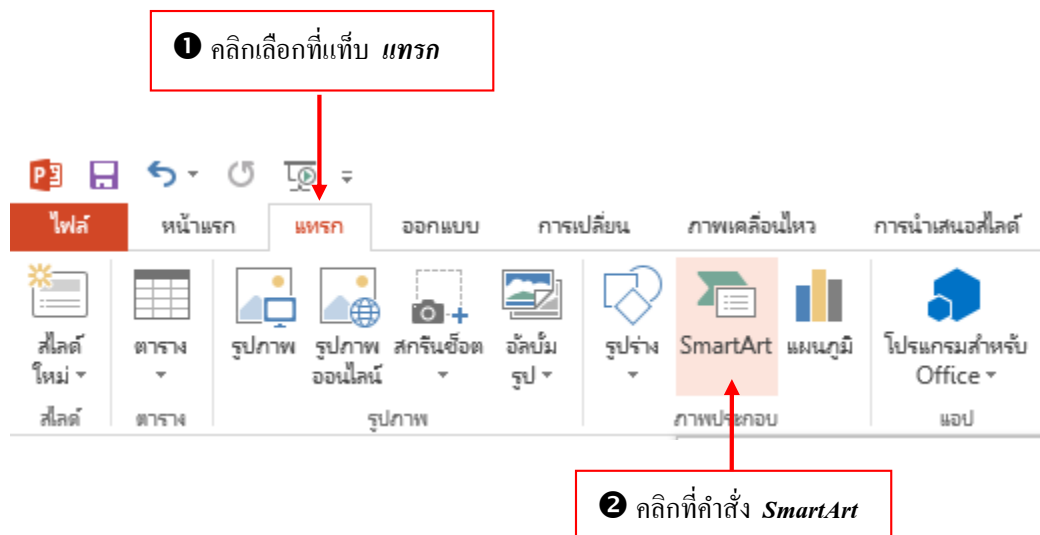 ❶ คลิกเลือกที่แท็บ แทรก
ไฟล์ หน้าแรก แทรก ออกแบบ การเปลี่ยน ภาพเคลื่อนไหว การนำเสนอสไลด์
สไลด์ใหม่
ตาราง
รูปภาพ
รูปภาพออนไลน์
สกรีนช็อต
อัลบั้มรูป
รูปร่าง
SmartArt
แผนภูมิ
โปรแกรมสำหรับ
Office
สไลด์ ตาราง รูปภาพ ภาพประกอบ แอป
❷ คลิกที่คำสั่ง SmartArt